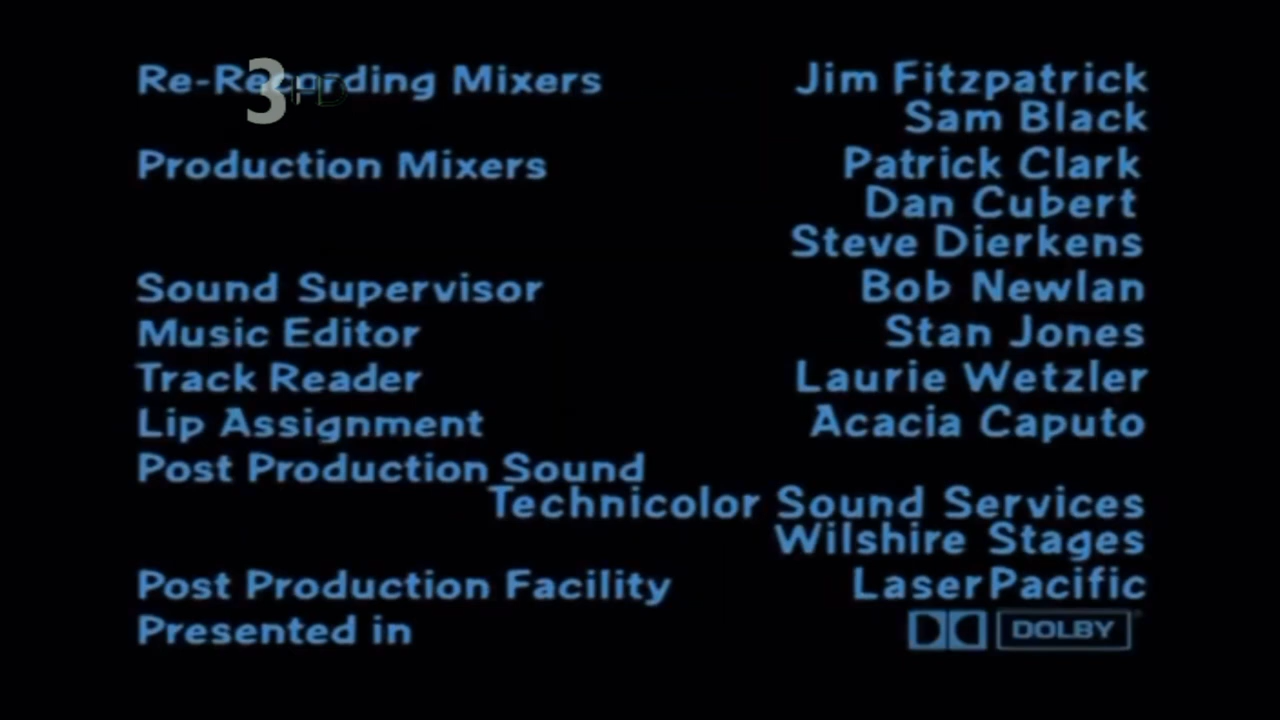 Re-Recording Mixers Jim Fitzpatrick
Sam Black
Production Mixers Patrick Clark
Dan Cubert
Steve Dierkens
Sound Supervisor Bob Newlan
Music Editor Stan Jones
Track Reader Laurie Wetzler
Lip Assignment Acacia Caputo
Post Production Sound
Technicolor Sound Services
Wilshire Stages
Post Production Facility LaserPacific
Presented in DOLBY
3HD